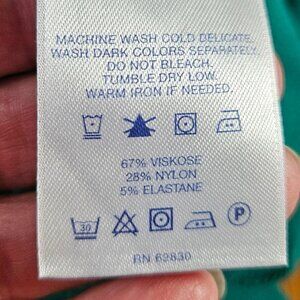 MACHINE WASH COLD DELICATE.
WASH DARK COLORS SEPARATELY.
DO NOT BLEACH.
TUMBLE DRY LOW.
WARM IRON IF NEEDED.
67% VISKOSE
28% NYLON
5% ELASTANE
30 P
RN 62830